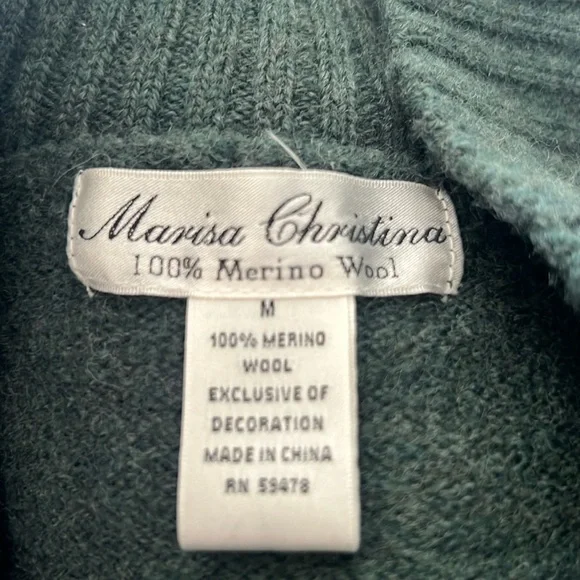 Marisa Christina
100% Merino Wool
M
100% MERINO
WOOL
EXCLUSIVE OF
DECORATION
MADE IN CHINA
RN 59478